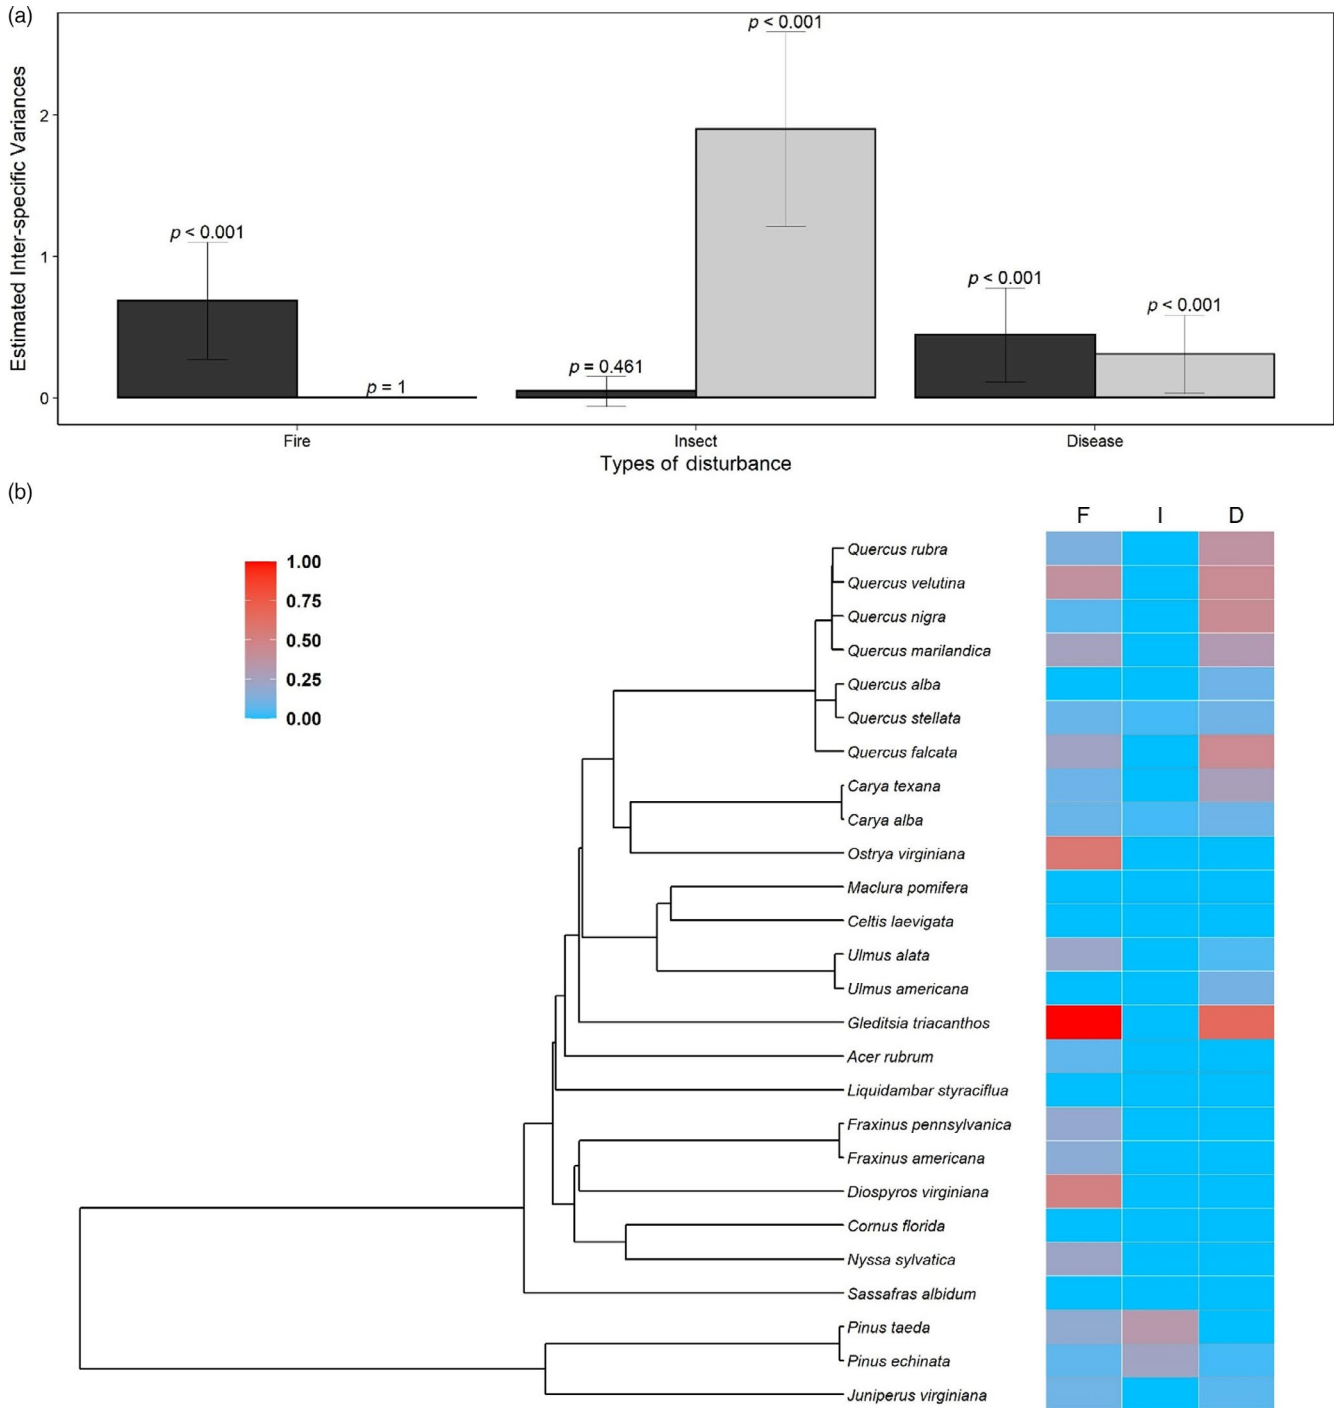 (a)
p < 0.001
2
p < 0.001
1
p < 0.001
p < 0.001
p = 0.461
p = 1
0
Estimated Inter-specific Variances
Fire Insect Disease
Types of disturbance
(b)
F I D
1.00
0.75
0.50
0.25
0.00
Quercus rubra
Quercus velutina
Quercus nigra
Quercus marilandica
Quercus alba
Quercus stellata
Quercus falcata
Carya texana
Carya alba
Ostrya virginiana
Maclura pomifera
Celtis laevigata
Ulmus alata
Ulmus americana
Gleditsia triacanthos
Acer rubrum
Liquidambar styraciflua
Fraxinus pennsylvanica
Fraxinus americana
Diospyros virginiana
Cornus florida
Nyssa sylvatica
Sassafras albidum
Pinus taeda
Pinus echinata
Juniperus virginiana